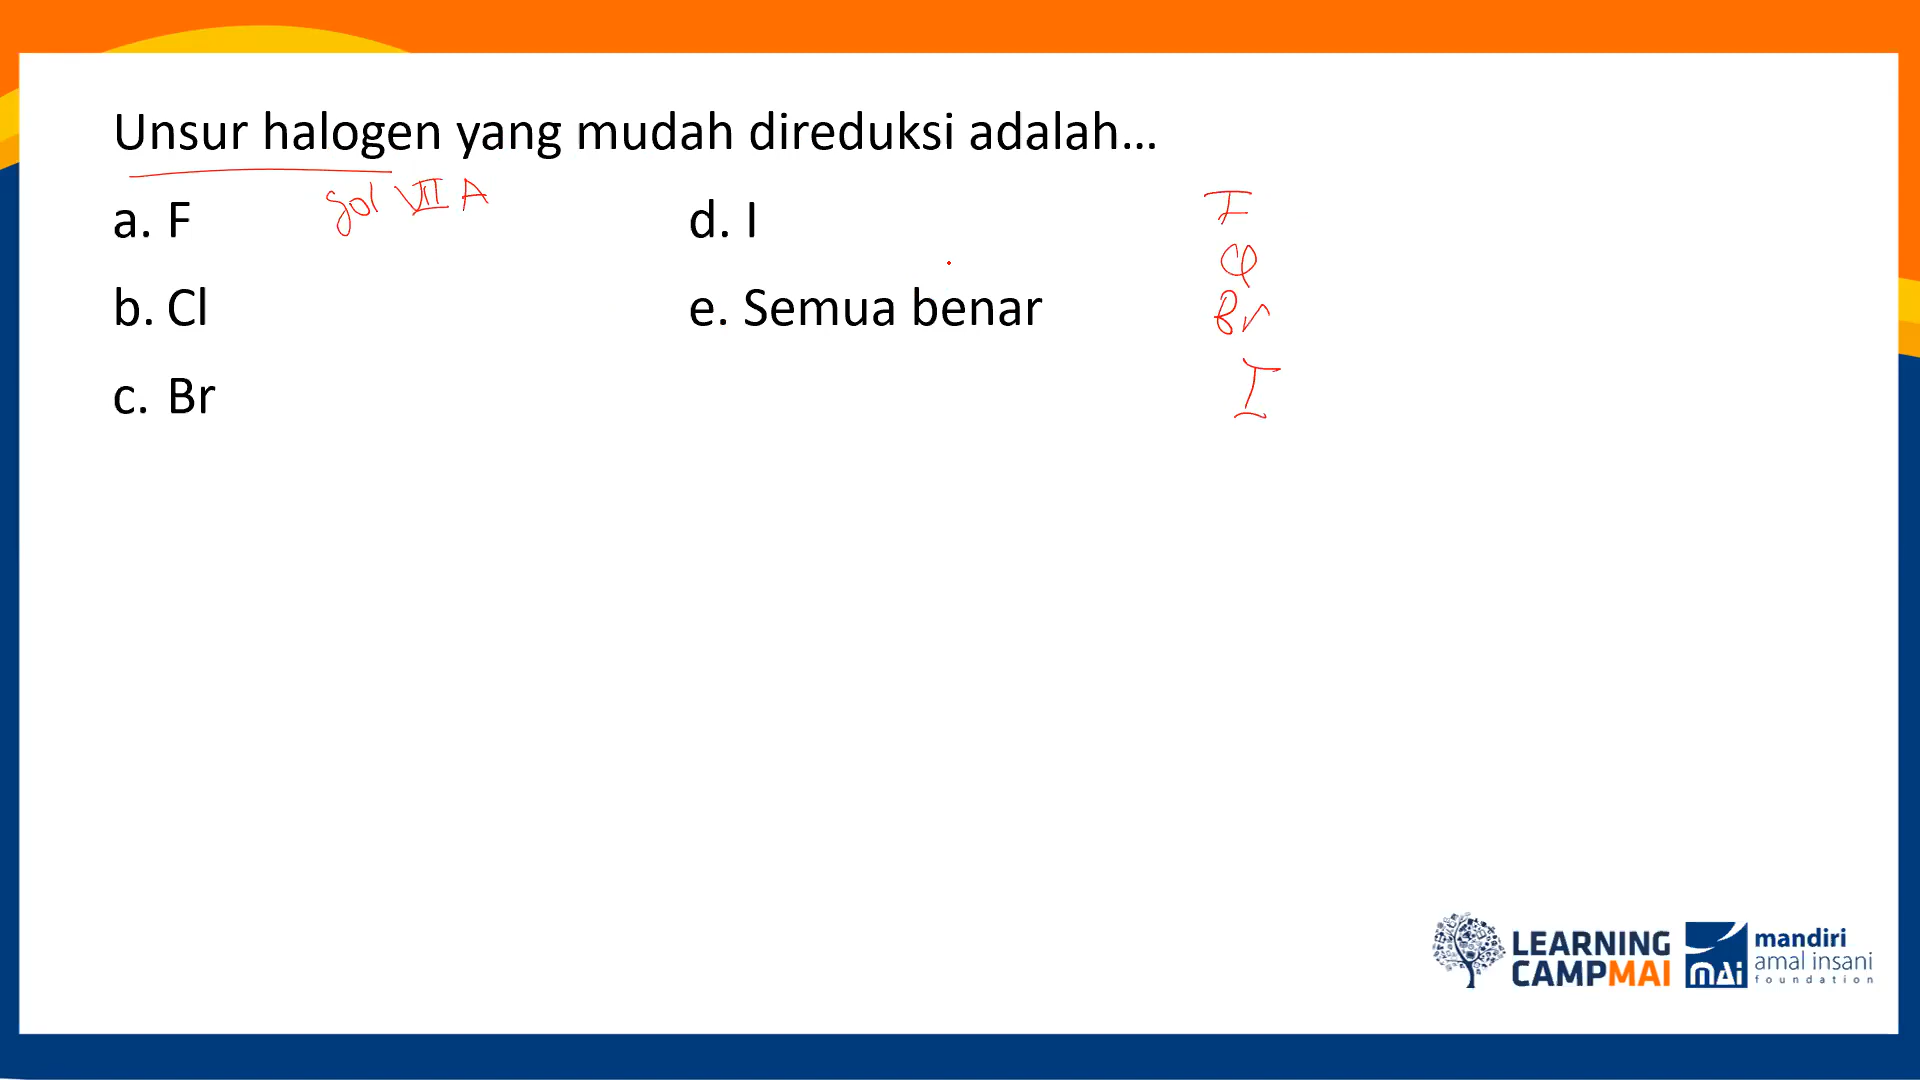 Unsur halogen yang mudah direduksi adalah...
gol VII A
a. F
b. Cl
c. Br
d. I
e. Semua benar
F
Cl
Br
I
LEARNING
CAMPMAI
MAi
mandiri
amal insani
foundation